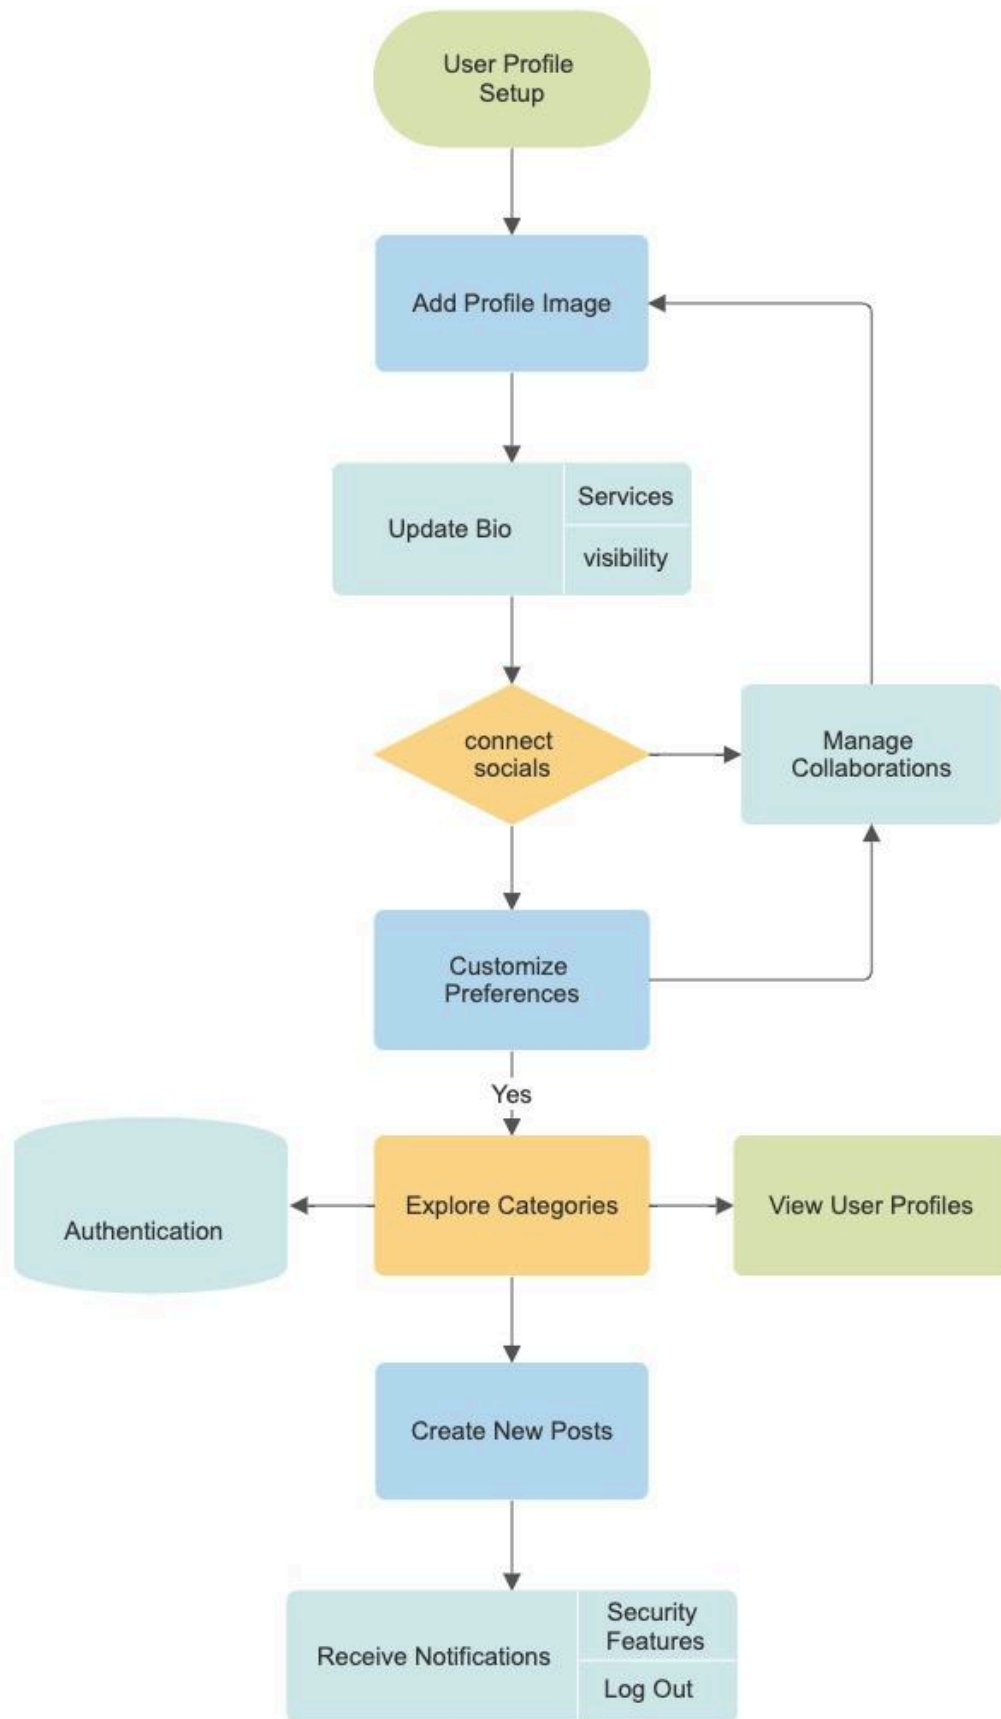 User Profile
Setup
Add Profile Image
Update Bio
Services
visibility
connect
socials
Manage
Collaborations
Customize
Preferences
Yes
Authentication
Explore Categories
View User Profiles
Create New Posts
Receive Notifications
Security
Features
Log Out